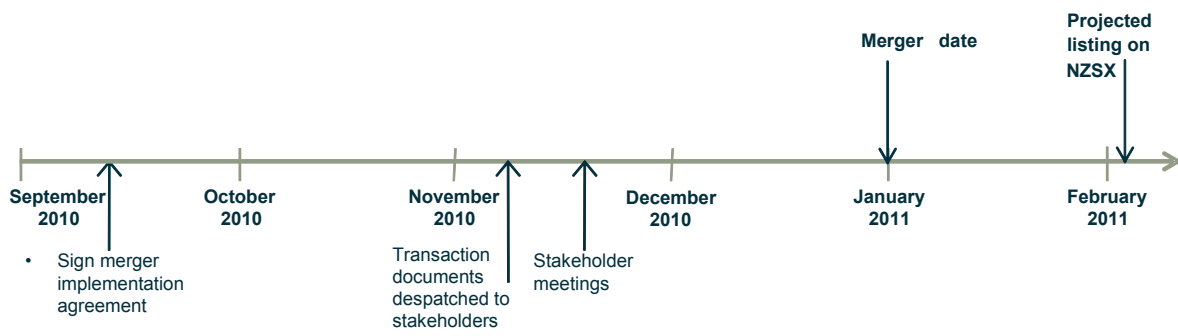 Merger date
Projected
listing on
NZSX
September
2010
October
2010
November
2010
December
2010
January
2011
February
2011
• Sign merger
implementation
agreement
Transaction
documents
despatched to
stakeholders
Stakeholder
meetings